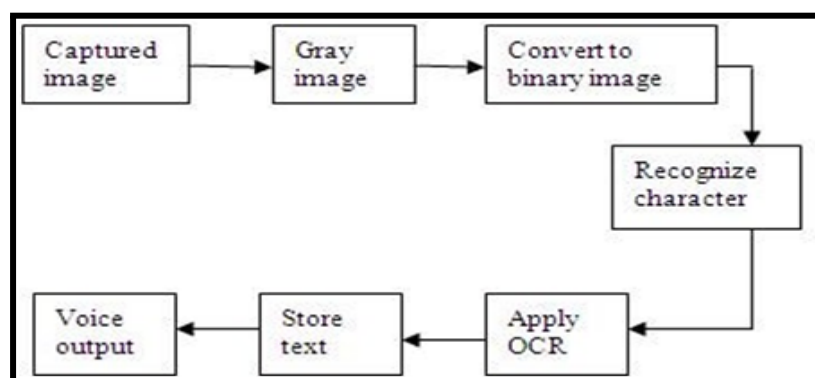 Captured
image
Gray
image
Convert to
binary image
Recognize
character
Apply
OCR
Store
text
Voice
output